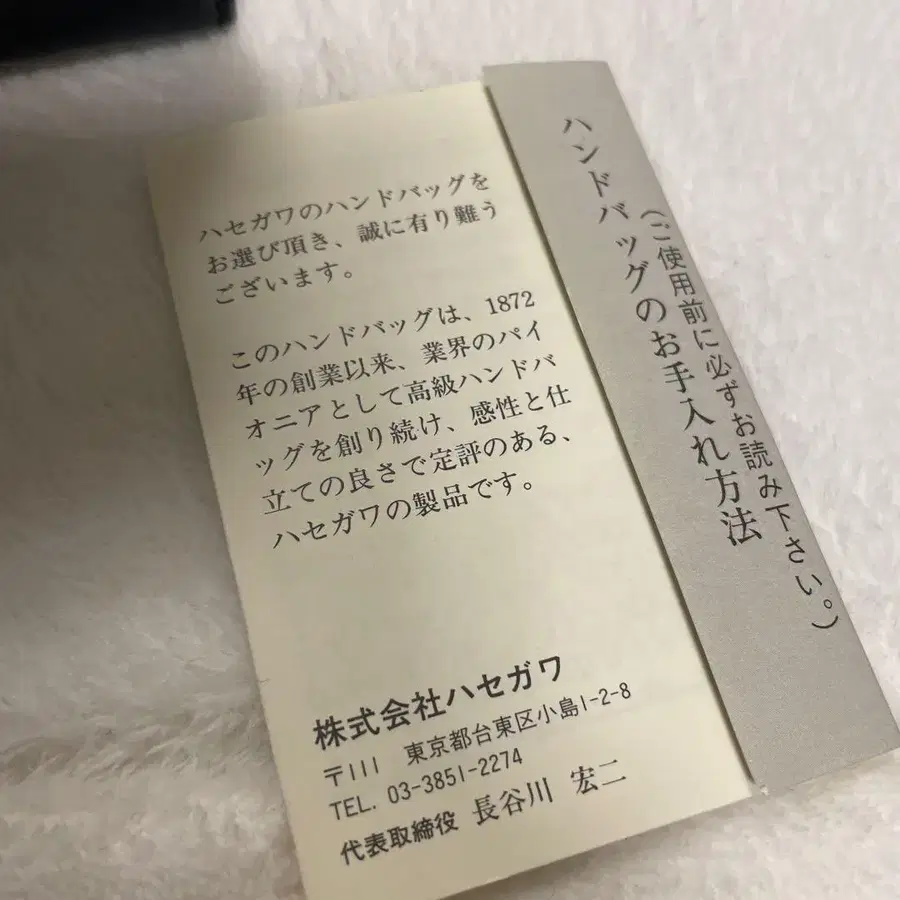 ハセガワのハンドバッグを
お選び頂き、誠に有り難う
ございます。
このハンドバッグは、1872
年の創業以来、業界のパイ
オニアとして高級ハンドバ
ッグを創り続け、感性と仕
立ての良さで定評のある、
ハセガワの製品です。
株式会社ハセガワ
〒111 東京都台東区小島1-2-8
TEL. 03-3851-2274
代表取締役 長谷川 宏二
ハンドバッグのお手入れ方法
(ご使用前に必ずお読み下さい。)